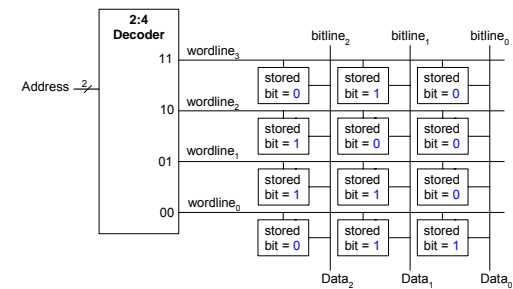 2:4
Decoder
bitline₂ bitline₁ bitline₀
11 wordline₃
stored bit = 0
stored bit = 1
stored bit = 0
Address 2
10 wordline₂
stored bit = 1
stored bit = 0
stored bit = 0
01 wordline₁
stored bit = 1
stored bit = 1
stored bit = 0
00 wordline₀
stored bit = 0
stored bit = 1
stored bit = 1
Data₂ Data₁ Data₀